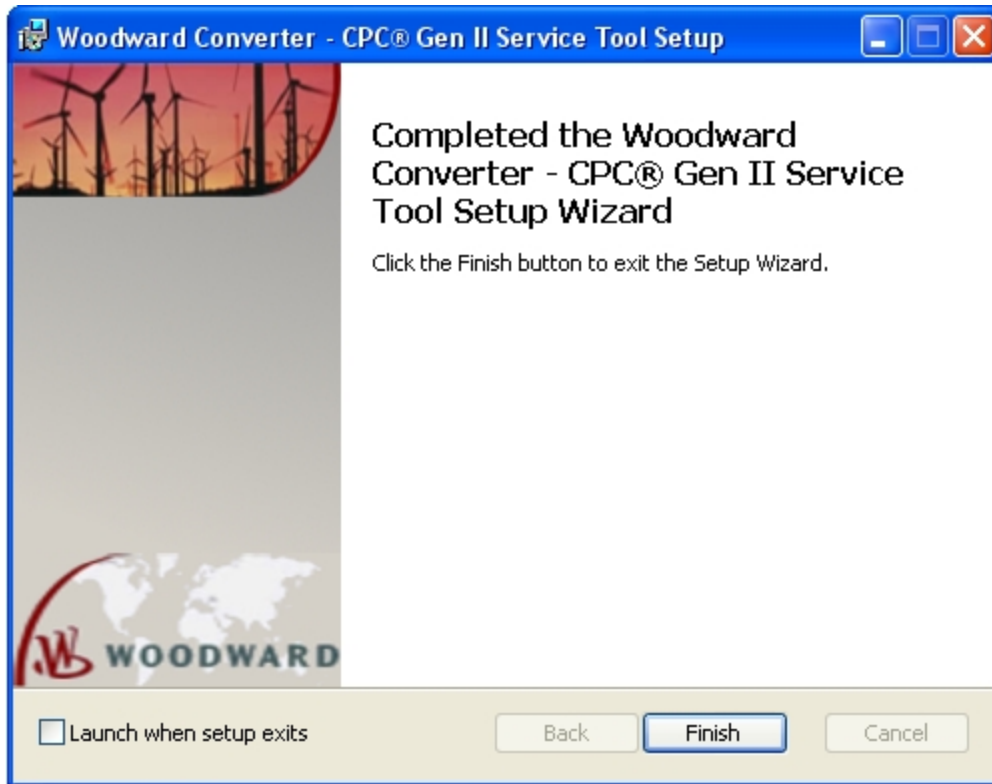 Woodward Converter - CPC® Gen II Service Tool Setup
Completed the Woodward
Converter - CPC® Gen II Service
Tool Setup Wizard
Click the Finish button to exit the Setup Wizard.
W WOODWARD
Launch when setup exits
Back
Finish
Cancel